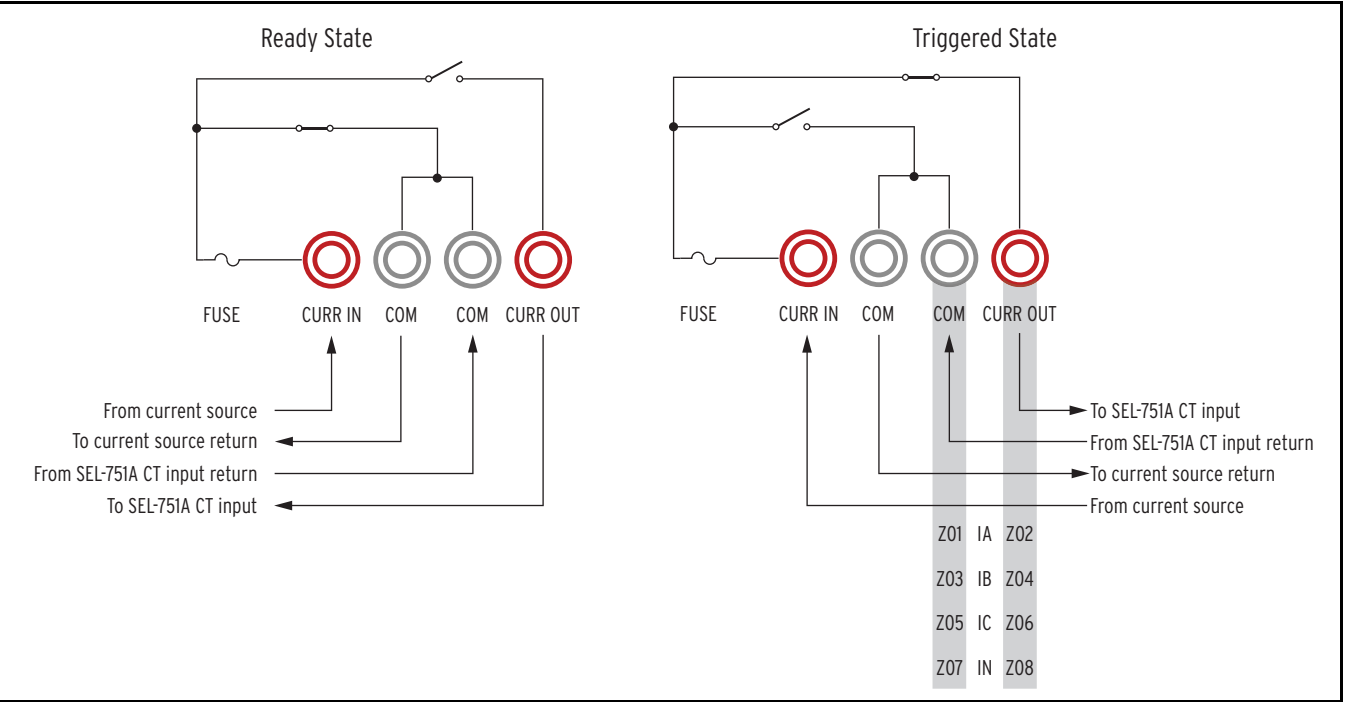 Ready State
FUSE CURR IN COM COM CURR OUT
From current source
To current source return
From SEL-751A CT input return
To SEL-751A CT input
Triggered State
FUSE CURR IN COM COM CURR OUT
To SEL-751A CT input
From SEL-751A CT input return
To current source return
From current source
Z01 IA Z02
Z03 IB Z04
Z05 IC Z06
Z07 IN Z08